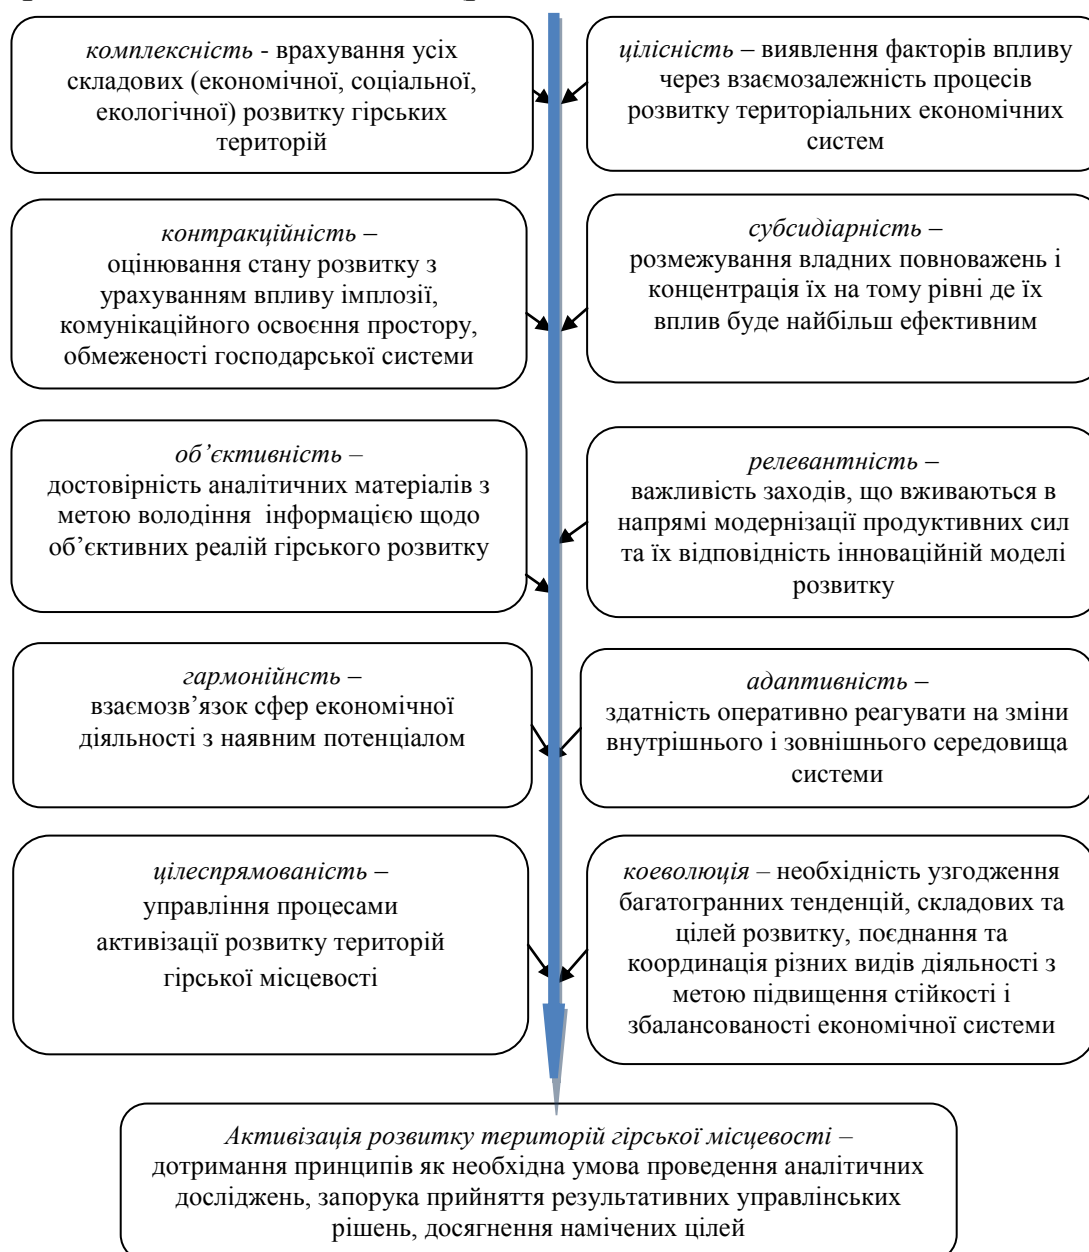 комплексність - врахування усіх
складових (економічної, соціальної,
екологічної) розвитку гірських
територій
цілісність – виявлення факторів впливу
через взаємозалежність процесів
розвитку територіальних економічних
систем
контракційність –
оцінювання стану розвитку з
урахуванням впливу імплозії,
комунікаційного освоєння простору,
обмеженості господарської системи
субсидіарність –
розмежування владних повноважень і
концентрація їх на тому рівні де їх
вплив буде найбільш ефективним
об’єктивність –
достовірність аналітичних матеріалів з
метою володіння інформацією щодо
об’єктивних реалій гірського розвитку
релевантність –
важливість заходів, що вживаються в
напрямі модернізації продуктивних сил
та їх відповідність інноваційній моделі
розвитку
гармонійнсть –
взаємозв’язок сфер економічної
діяльності з наявним потенціалом
адаптивність –
здатність оперативно реагувати на зміни
внутрішнього і зовнішнього середовища
системи
цілеспрямованість –
управління процесами
активізації розвитку територій
гірської місцевості
коеволюція – необхідність узгодження
багатогранних тенденцій, складових та
цілей розвитку, поєднання та
координація різних видів діяльності з
метою підвищення стійкості і
збалансованості економічної системи
Активізація розвитку територій гірської місцевості –
дотримання принципів як необхідна умова проведення аналітичних
досліджень, запорука прийняття результативних управлінських
рішень, досягнення намічених цілей